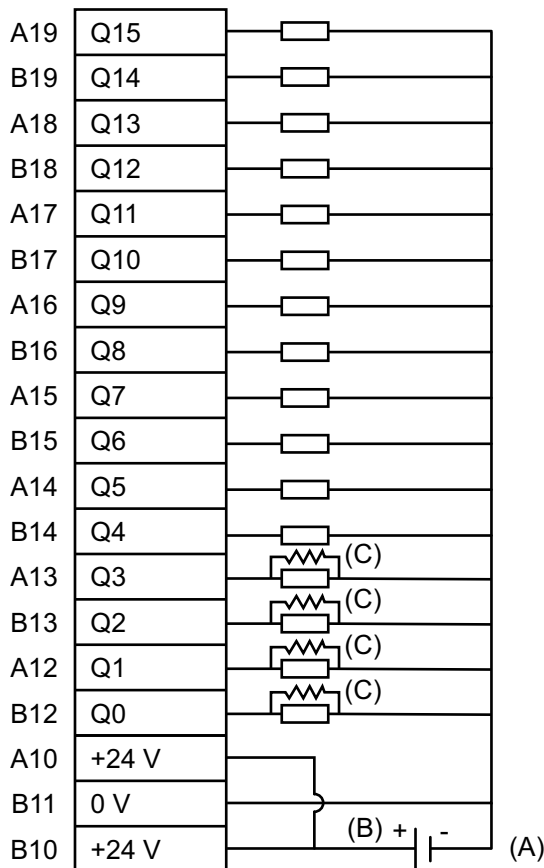 A19 Q15
B19 Q14
A18 Q13
B18 Q12
A17 Q11
B17 Q10
A16 Q9
B16 Q8
A15 Q7
B15 Q6
A14 Q5
B14 Q4
(C)
A13 Q3
(C)
B13 Q2
(C)
A12 Q1
(C)
B12 Q0
A10 +24 V
B11 0 V
B10 +24 V (B) + - (A)